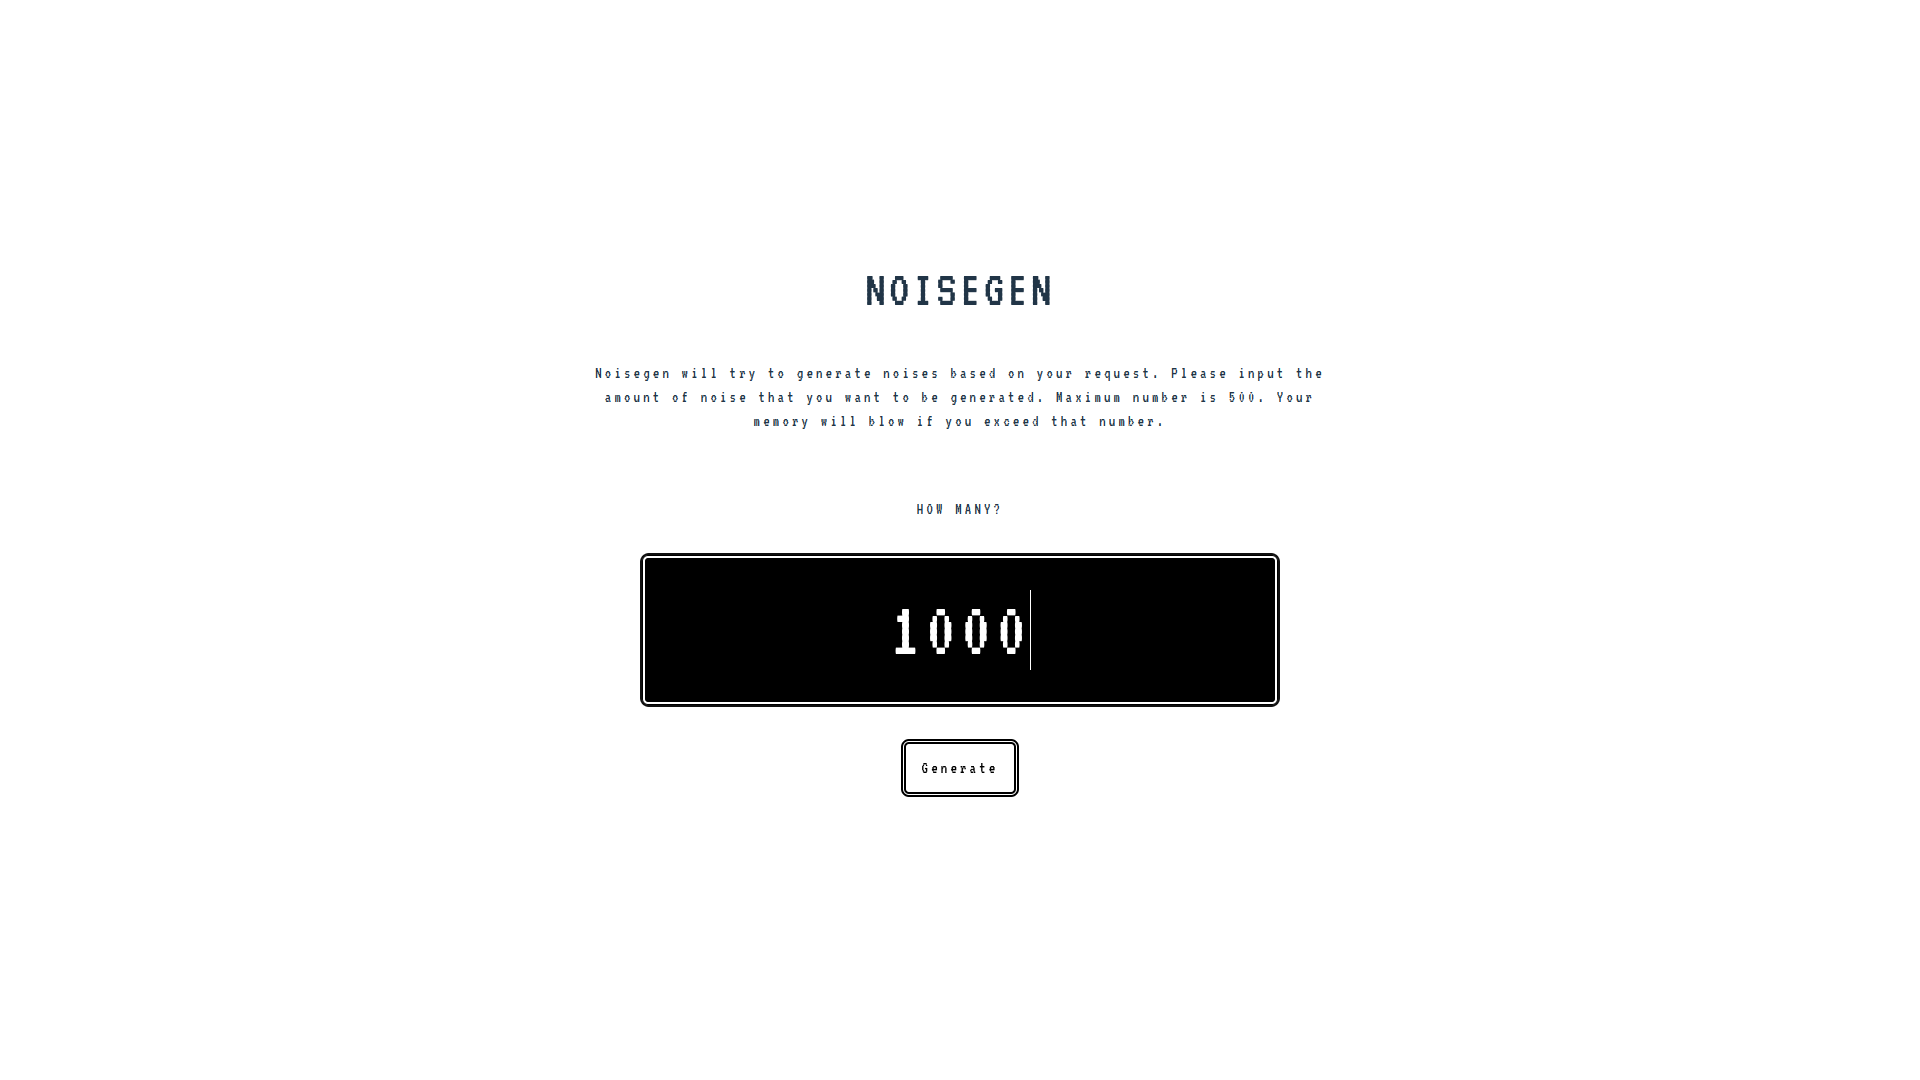 NOISEGEN
Noisegen will try to generate noises based on your request. Please input the
amount of noise that you want to be generated. Maximum number is 500. Your
memory will blow if you exceed that number.
HOW MANY?
1000
Generate